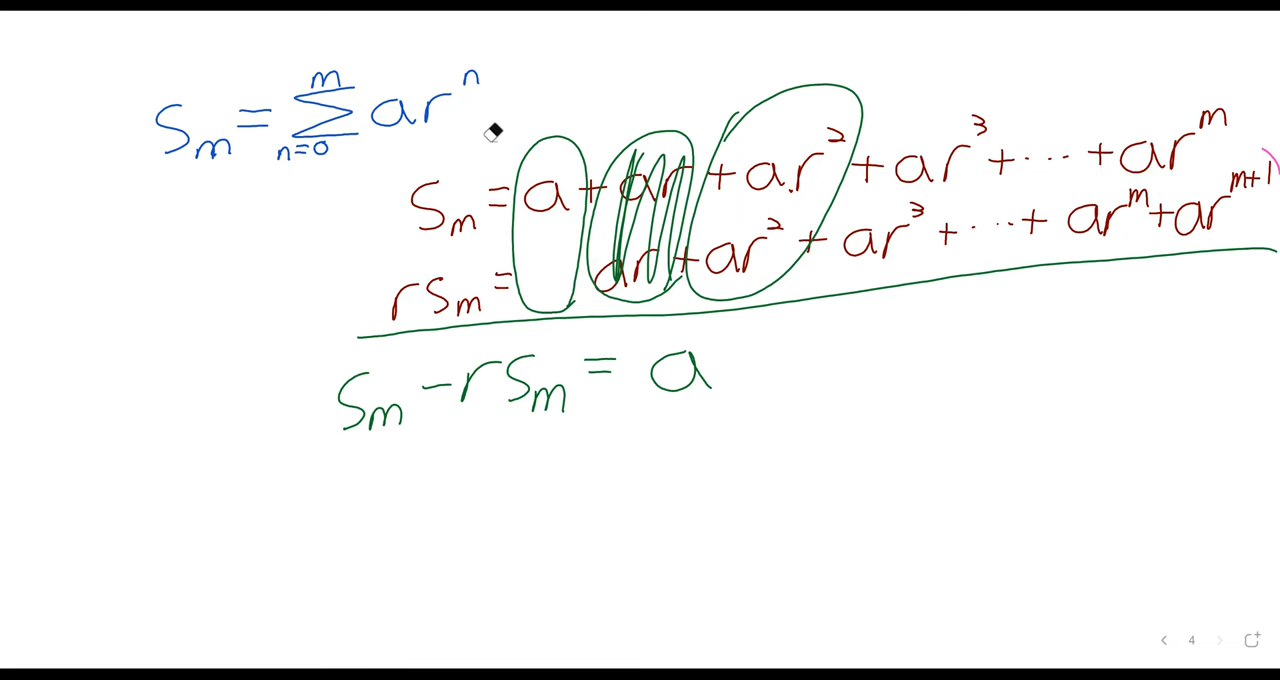 S_m = ∑_{n=0}^{m} ar^n
S_m = a + ar + ar^2 + ar^3 + ... + ar^m
rS_m = ar + ar^2 + ar^3 + ... + ar^m + ar^{m+1}
S_m - rS_m = a
4